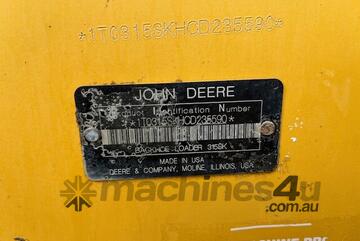 *1T0315SKHCD235590*
JOHN DEERE
Product Identification Number
*1T0315SKHCD235590*
BACKHOE LOADER 315SK
MADE IN USA
DEERE & COMPANY, MOLINE, ILLINOIS, USA
machines4u
.com.au